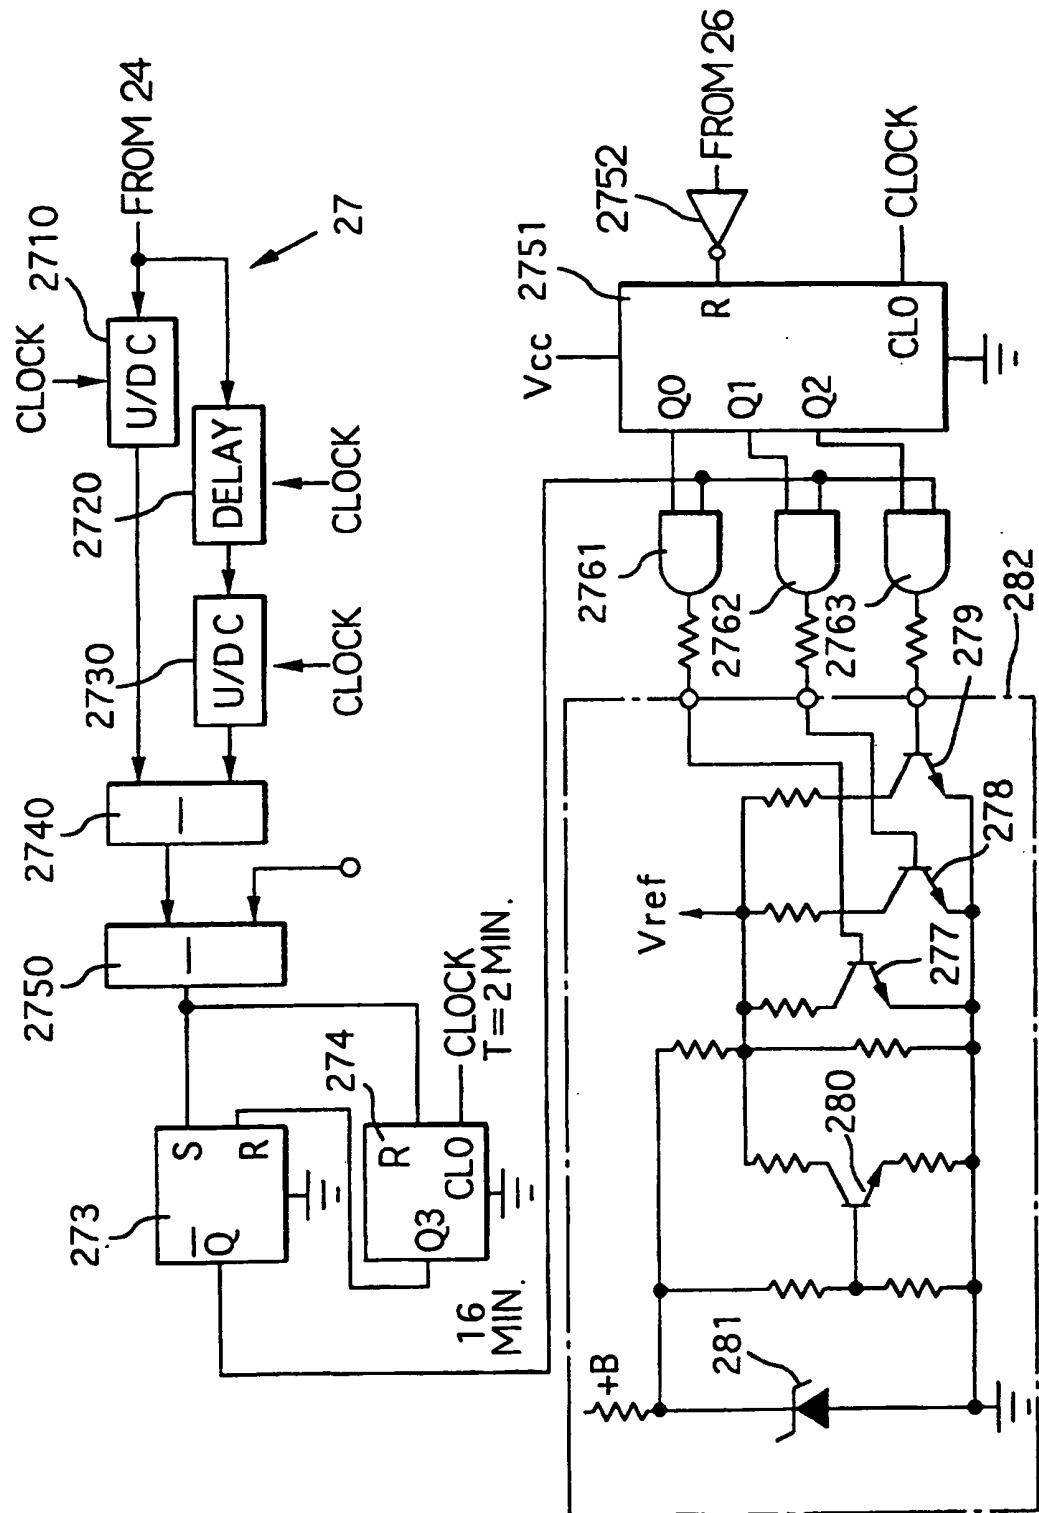 FROM 24
2710
27
CLOCK
U/D C
2720
DELAY
CLOCK
2730
U/DC
CLOCK
2740
—
2750
—
273
S
R
Q̅
274
R
Q3
CLO
CLOCK
T=2MIN.
16
MIN.
FROM 26
2752
2751
Vcc
R
CLO
CLOCK
Q0
Q1
Q2
2761
2762
2763
282
279
278
277
Vref
280
281
+B